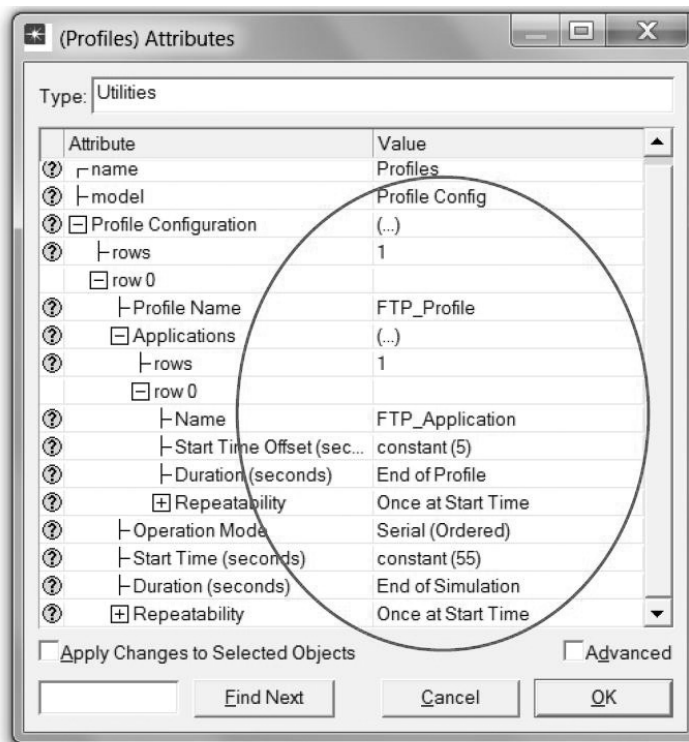 (Profiles) Attributes
Type: Utilities
Attribute Value
name Profiles
model Profile Config
Profile Configuration (...)
rows 1
row 0
Profile Name FTP_Profile
Applications (...)
rows 1
row 0
Name FTP_Application
Start Time Offset (sec... constant (5)
Duration (seconds) End of Profile
Repeatability Once at Start Time
Operation Mode Serial (Ordered)
Start Time (seconds) constant (55)
Duration (seconds) End of Simulation
Repeatability Once at Start Time
Apply Changes to Selected Objects Advanced
Find Next Cancel OK